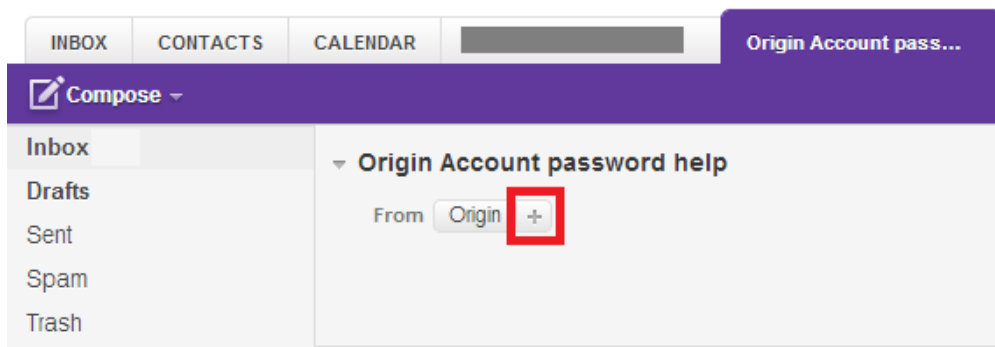 INBOX CONTACTS CALENDAR Origin Account pass...
Compose
Inbox
Origin Account password help
Drafts
From Origin +
Sent
Spam
Trash